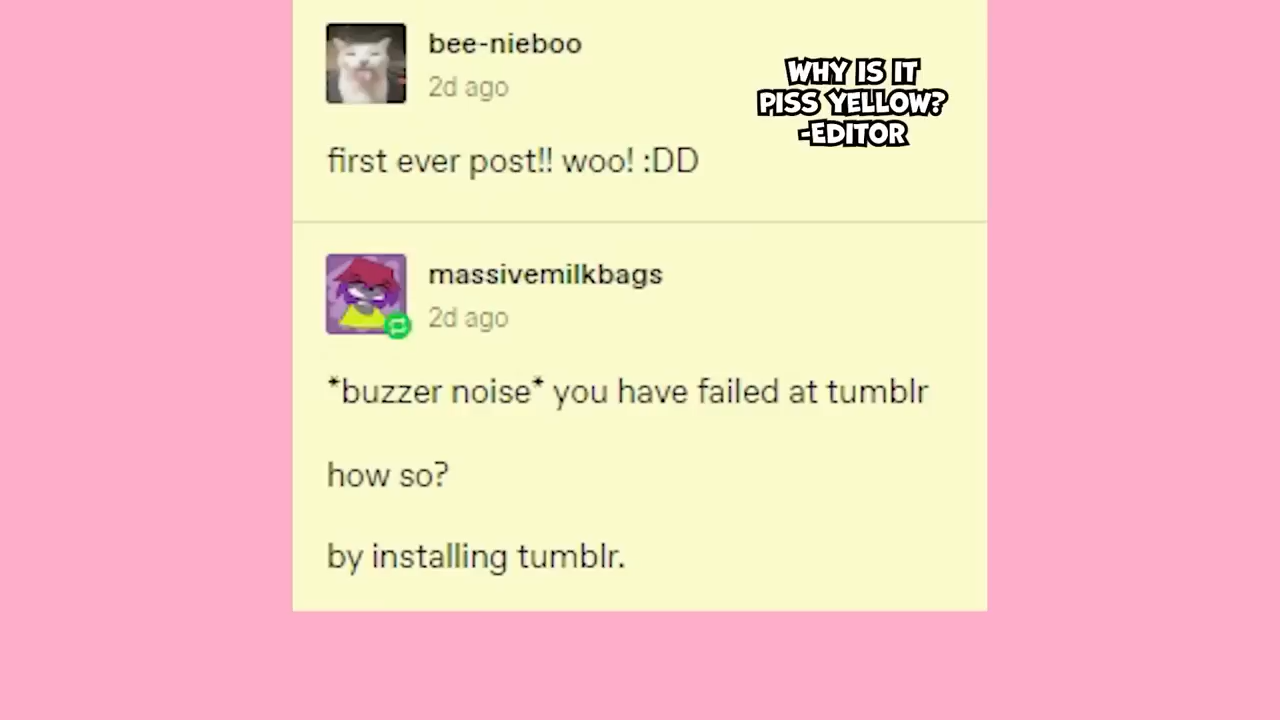 bee-nieboo
2d ago
WHY IS IT
PISS YELLOW?
-EDITOR
first ever post!! woo! :DD
massivemilkbags
2d ago
*buzzer noise* you have failed at tumblr
how so?
by installing tumblr.